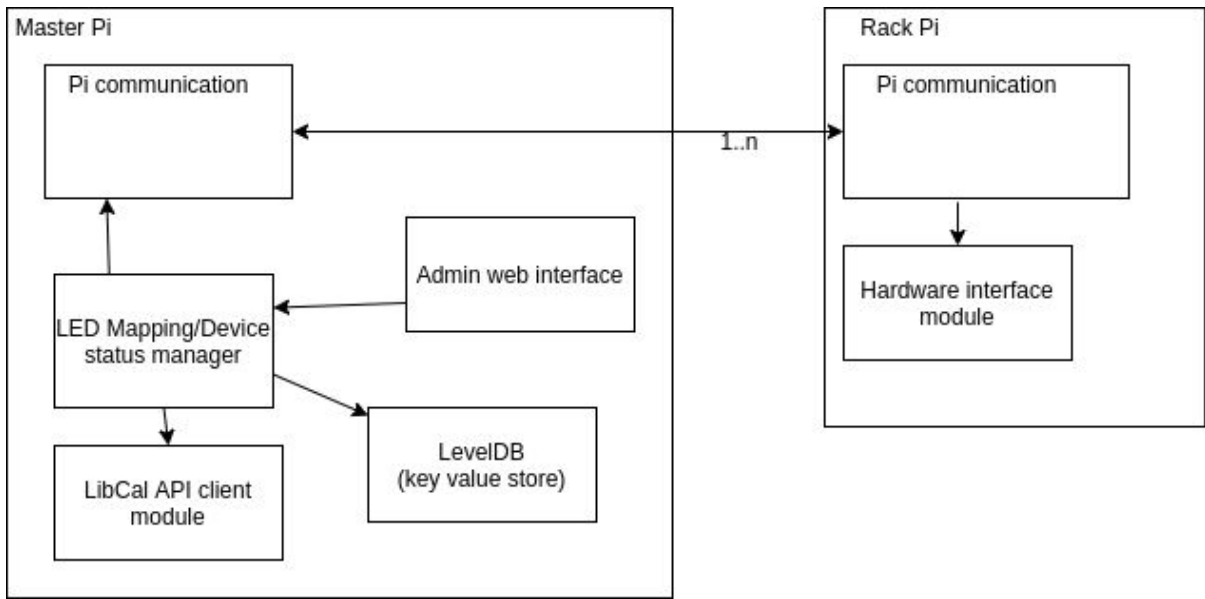 Master Pi
Pi communication
Rack Pi
Pi communication
1..n
Admin web interface
LED Mapping/Device
status manager
Hardware interface
module
LevelDB
(key value store)
LibCal API client
module